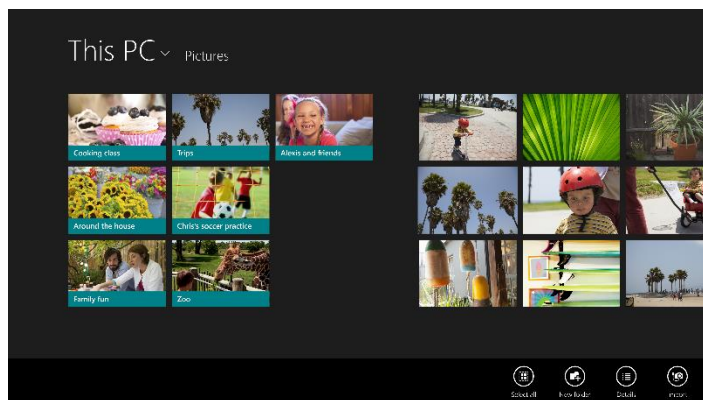 This PC Pictures
Cooking class
Trips
Alexis and friends
Around the house
Chris's soccer practice
Family fun
Zoo
Select all
New folder
Details
Import